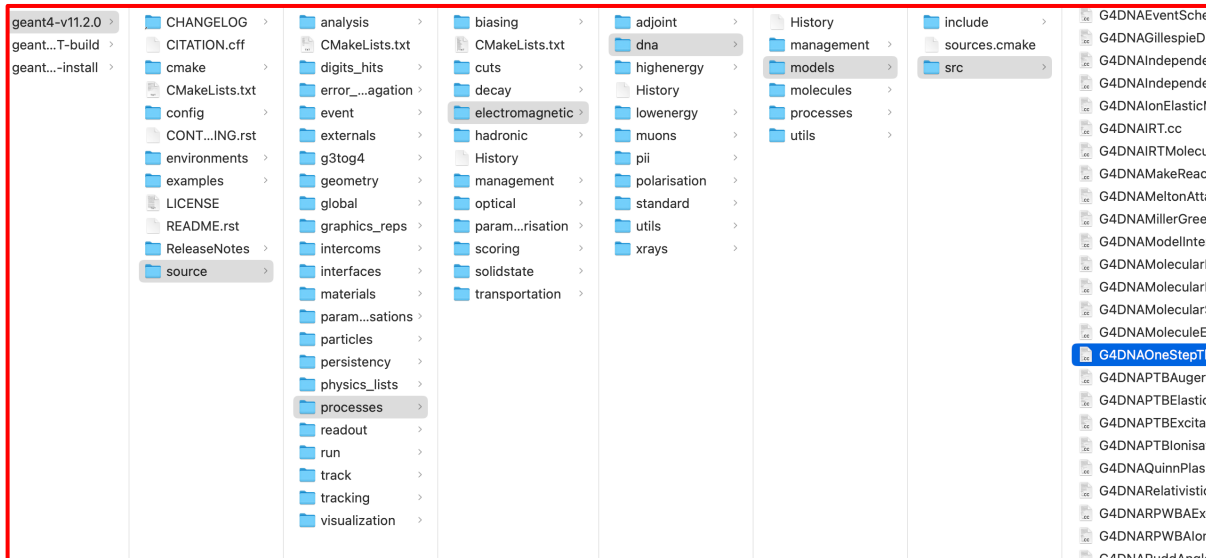 geant4-v11.2.0
geant...T-build
geant...-install
CHANGELOG
CITATION.cff
cmake
CMakeLists.txt
config
CONT...ING.rst
environments
examples
LICENSE
README.rst
ReleaseNotes
source
analysis
CMakeLists.txt
digits_hits
error_...agation
event
externals
g3tog4
geometry
global
graphics_reps
intercoms
interfaces
materials
param...sations
particles
persistency
physics_lists
processes
readout
run
track
tracking
visualization
biasing
CMakeLists.txt
cuts
decay
electromagnetic
hadronic
History
management
optical
param...risation
scoring
solidstate
transportation
adjoint
dna
highenergy
History
lowenergy
muons
pii
polarisation
standard
utils
xrays
History
management
models
molecules
processes
utils
include
sources.cmake
src
G4DNAEventSche
G4DNAGillespieD
G4DNAIndepende
G4DNAIndepende
G4DNAIonElastic
G4DNAIRT.cc
G4DNAIRTMolecu
G4DNAMakeReac
G4DNAMeltonAtta
G4DNAMillerGree
G4DNAModelInte
G4DNAMolecular
G4DNAMolecular
G4DNAMolecular
G4DNAMoleculeE
G4DNAOneStepT
G4DNAPTBAuger
G4DNAPTBElastic
G4DNAPTBExcita
G4DNAPTBIonisa
G4DNAQuinnPlas
G4DNARelativistic
G4DNARPWBAEx
G4DNARPWBAIon
G4DNARuddAngle